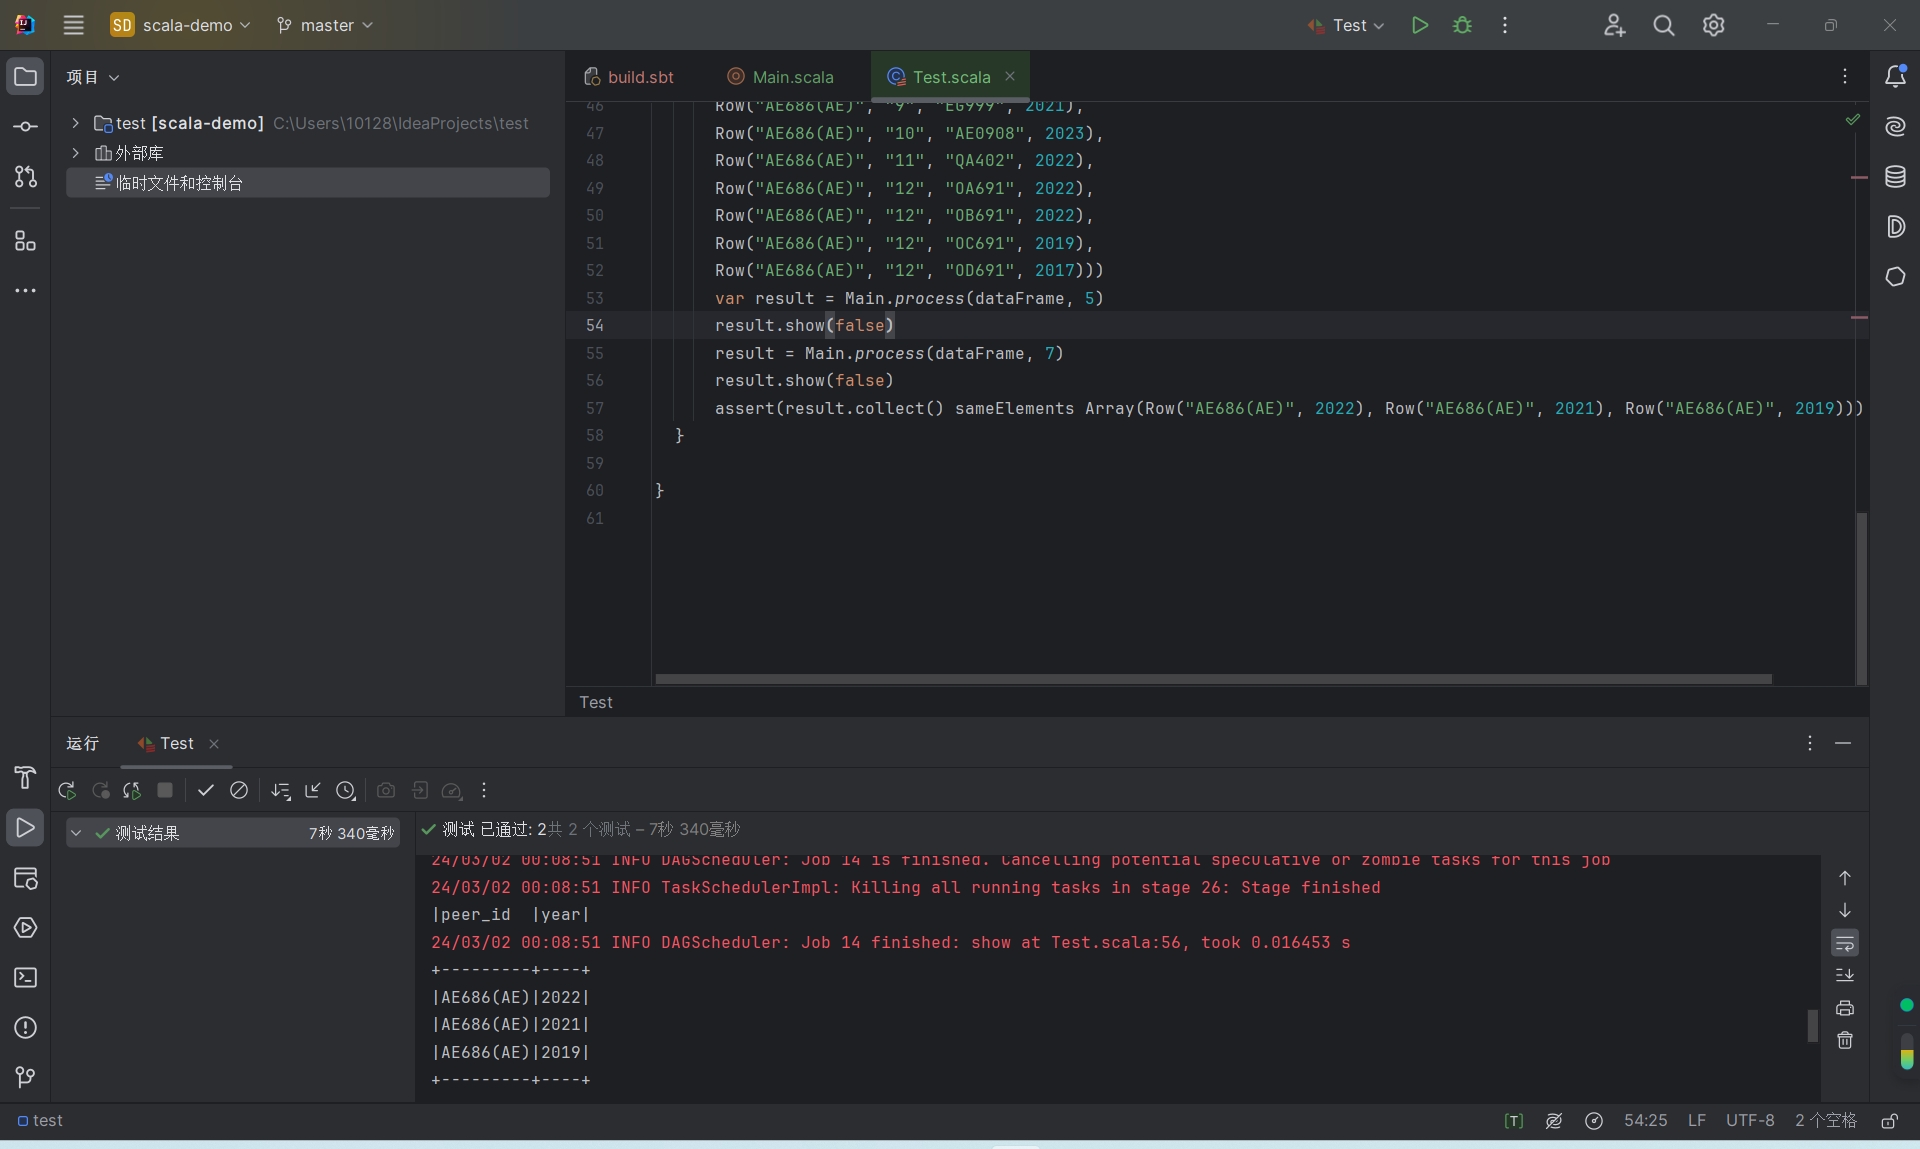 SD scala-demo master Test
项目
test [scala-demo] C:\Users\10128\IdeaProjects\test
外部库
临时文件和控制台
build.sbt Main.scala Test.scala
46 Row("AE686(AE)", "9", "EG999", 2021),
47 Row("AE686(AE)", "10", "AE0908", 2023),
48 Row("AE686(AE)", "11", "QA402", 2022),
49 Row("AE686(AE)", "12", "OA691", 2022),
50 Row("AE686(AE)", "12", "OB691", 2022),
51 Row("AE686(AE)", "12", "OC691", 2019),
52 Row("AE686(AE)", "12", "OD691", 2017)))
53 var result = Main.process(dataFrame, 5)
54 result.show(false)
55 result = Main.process(dataFrame, 7)
56 result.show(false)
57 assert(result.collect() sameElements Array(Row("AE686(AE)", 2022), Row("AE686(AE)", 2021), Row("AE686(AE)", 2019)))
58 }
59
60 }
61
Test
运行 Test
测试结果 7秒 340毫秒
测试 已通过: 2共 2 个测试 – 7秒 340毫秒
24/03/02 00:08:51 INFO DAGScheduler: Job 14 is finished. Cancelling potential speculative or zombie tasks for this job
24/03/02 00:08:51 INFO TaskSchedulerImpl: Killing all running tasks in stage 26: Stage finished
|peer_id  |year|
24/03/02 00:08:51 INFO DAGScheduler: Job 14 finished: show at Test.scala:56, took 0.016453 s
+---------+----+
|AE686(AE)|2022|
|AE686(AE)|2021|
|AE686(AE)|2019|
+---------+----+
test [T] 54:25 LF UTF-8 2 个空格